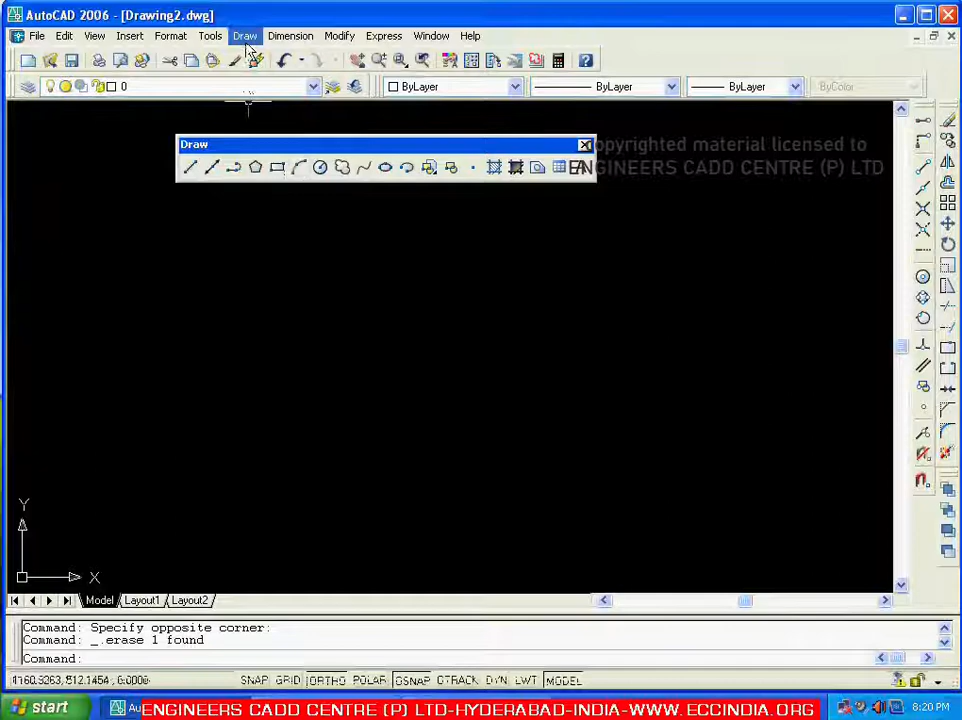 AutoCAD 2006 - [Drawing2.dwg]
File Edit View Insert Format Tools Draw Dimension Modify Express Window Help
0 ByLayer ByLayer ByLayer ByColor
Draw
Copyrighted material licensed to
ENGINEERS CADD CENTRE (P) LTD
Y
X
Model Layout1 Layout2
Command: Specify opposite corner:
Command: _.erase 1 found
Command:
SNAP GRID ORTHO POLAR OSNAP OTRACK DYN LWT MODEL
start
ENGINEERS CADD CENTRE (P) LTD-HYDERABAD-INDIA-WWW.ECCINDIA.ORG
8:20 PM